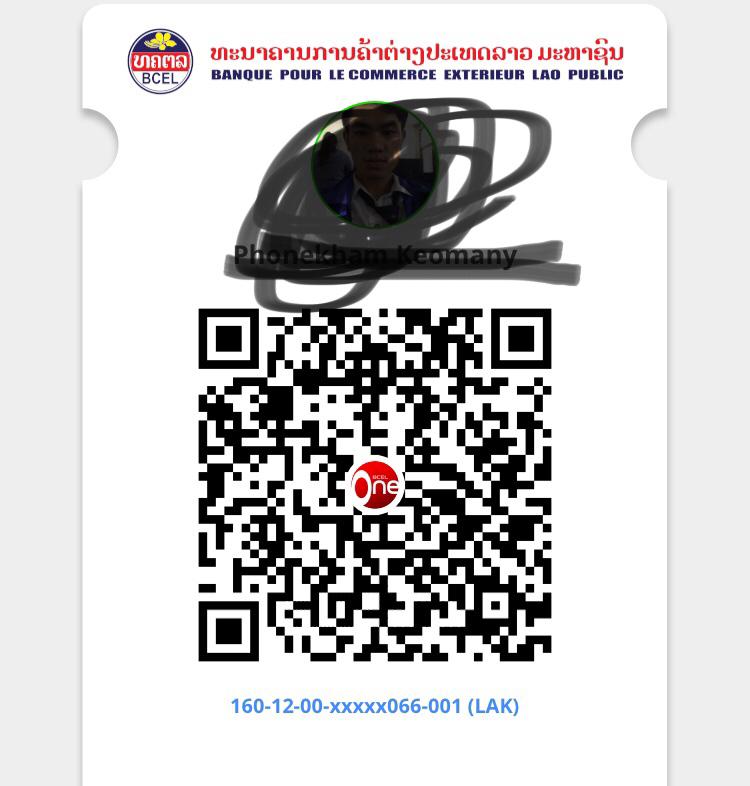 ທຄຕລ
BCEL
ທະນາຄານການຄ້າຕ່າງປະເທດລາວ ມະຫາຊົນ
BANQUE POUR LE COMMERCE EXTERIEUR LAO PUBLIC
Phonekham Keomany
BCEL
One
160-12-00-xxxxx066-001 (LAK)